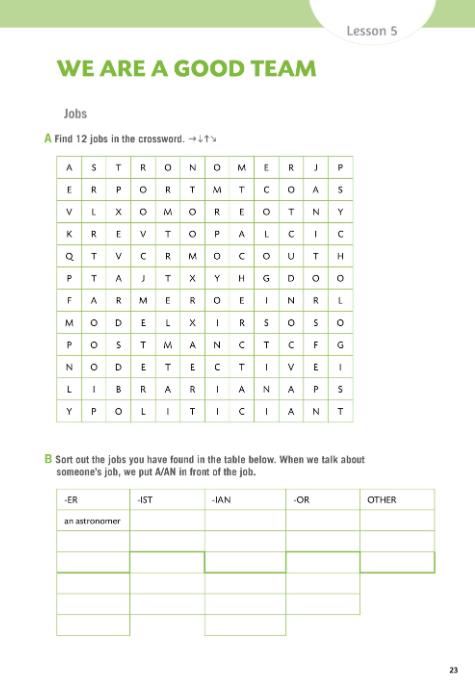 Lesson 5
WE ARE A GOOD TEAM
Jobs
A Find 12 jobs in the crossword. →↓↑↘
A S T R O N O M E R J P
E R P O R T M T C O A S
V L X O M O R E O T N Y
K R E V T O P A L C I C
Q T V C R M O C O U T H
P T A J T X Y H G D O O
F A R M E R O E I N R L
M O D E L X I R S O S O
P O S T M A N C T C F G
N O D E T E C T I V E I
L I B R A R I A N A P S
Y P O L I T I C I A N T
B Sort out the jobs you have found in the table below. When we talk about
someone's job, we put A/AN in front of the job.
-ER -IST -IAN -OR OTHER
an astronomer
23